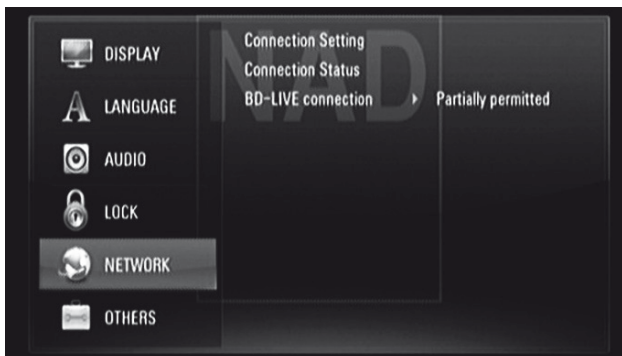 NAD
DISPLAY
LANGUAGE
AUDIO
LOCK
NETWORK
OTHERS
Connection Setting
Connection Status
BD-LIVE connection Partially permitted